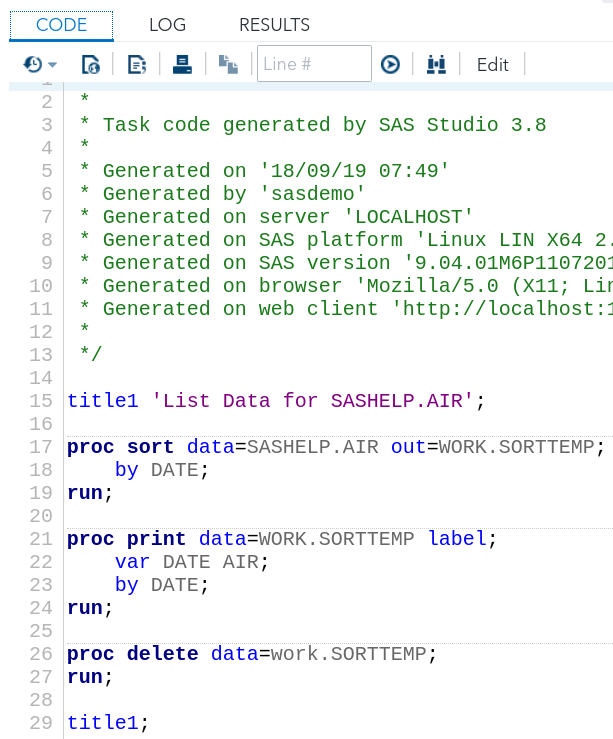 CODE LOG RESULTS
Line # Edit
2 *
3 * Task code generated by SAS Studio 3.8
4 *
5 * Generated on '18/09/19 07:49'
6 * Generated by 'sasdemo'
7 * Generated on server 'LOCALHOST'
8 * Generated on SAS platform 'Linux LIN X64 2.
9 * Generated on SAS version '9.04.01M6P1107201
10 * Generated on browser 'Mozilla/5.0 (X11; Lin
11 * Generated on web client 'http://localhost:1
12 *
13 */
14
15 title1 'List Data for SASHELP.AIR';
16
17 proc sort data=SASHELP.AIR out=WORK.SORTTEMP;
18     by DATE;
19 run;
20
21 proc print data=WORK.SORTTEMP label;
22     var DATE AIR;
23     by DATE;
24 run;
25
26 proc delete data=work.SORTTEMP;
27 run;
28
29 title1;